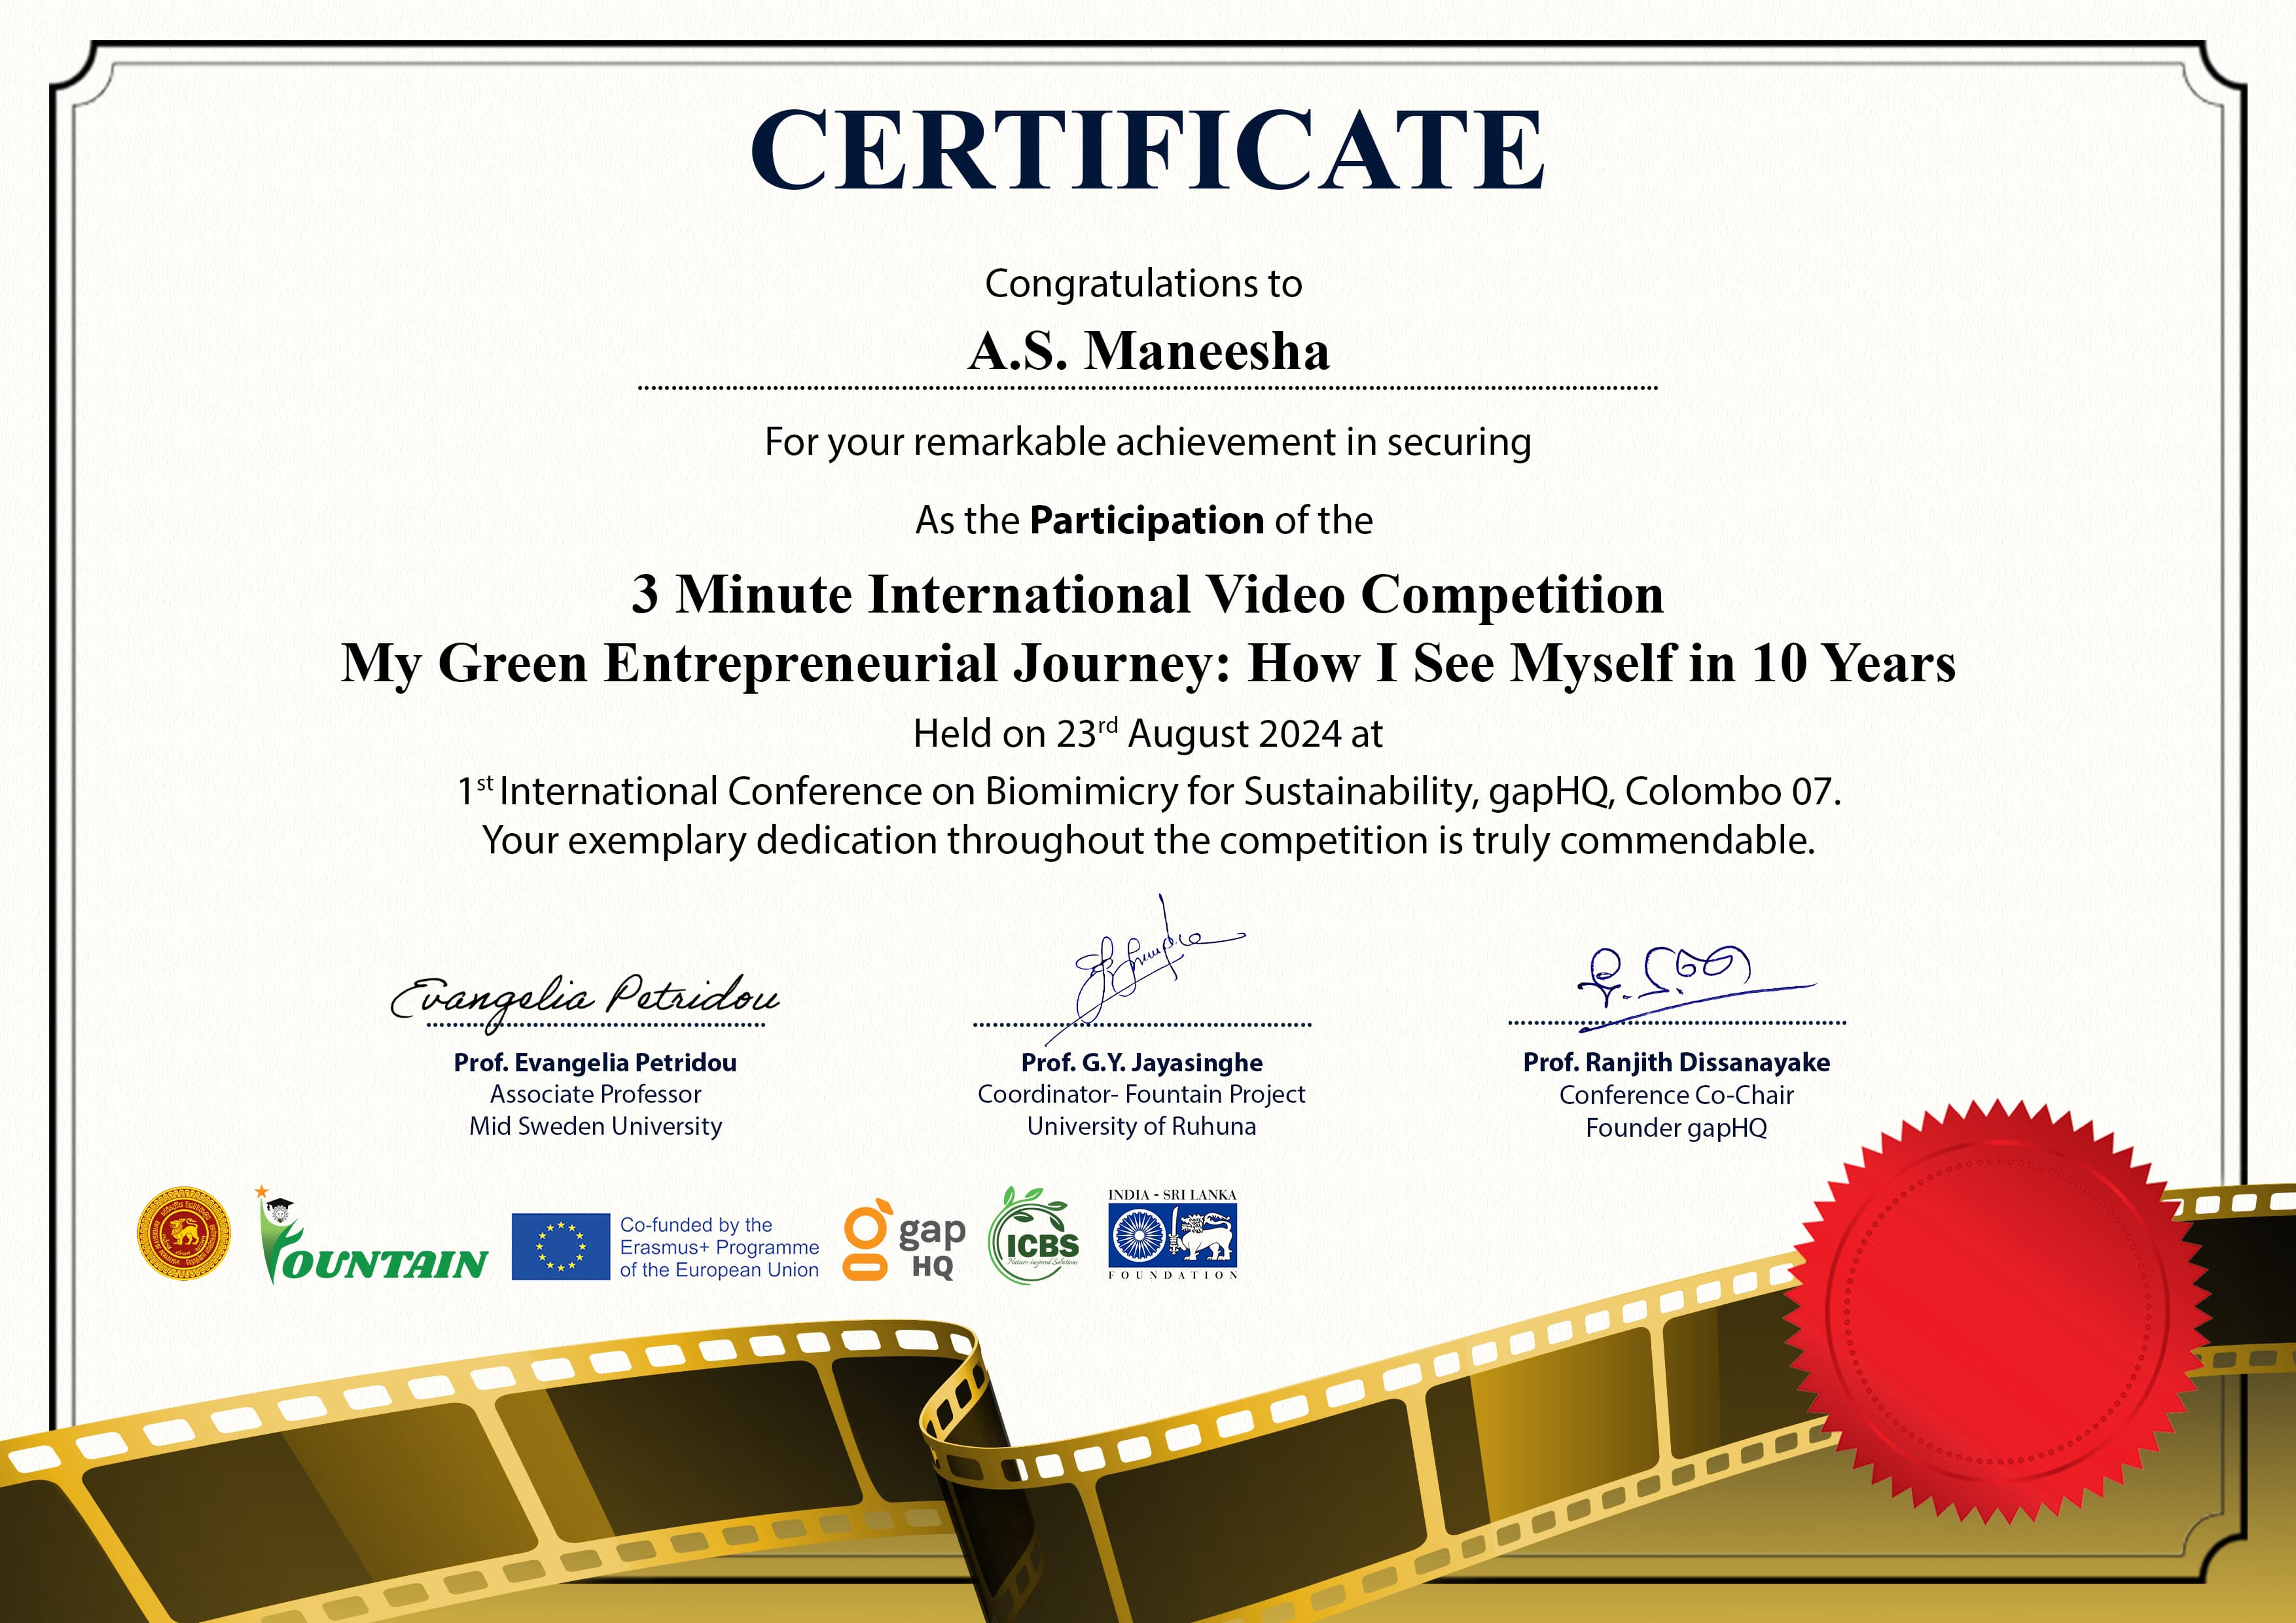 CERTIFICATE
Congratulations to
A.S. Maneesha
For your remarkable achievement in securing
As the Participation of the
3 Minute International Video Competition
My Green Entrepreneurial Journey: How I See Myself in 10 Years
Held on 23rd August 2024 at
1st International Conference on Biomimicry for Sustainability, gapHQ, Colombo 07.
Your exemplary dedication throughout the competition is truly commendable.
Evangelia Petridou
Prof. Evangelia Petridou
Associate Professor
Mid Sweden University
Prof. G.Y. Jayasinghe
Coordinator- Fountain Project
University of Ruhuna
Prof. Ranjith Dissanayake
Conference Co-Chair
Founder gapHQ
FOUNTAIN
Co-funded by the
Erasmus+ Programme
of the European Union
gap
HQ
ICBS
Nature-inspired Solutions
INDIA - SRI LANKA
FOUNDATION